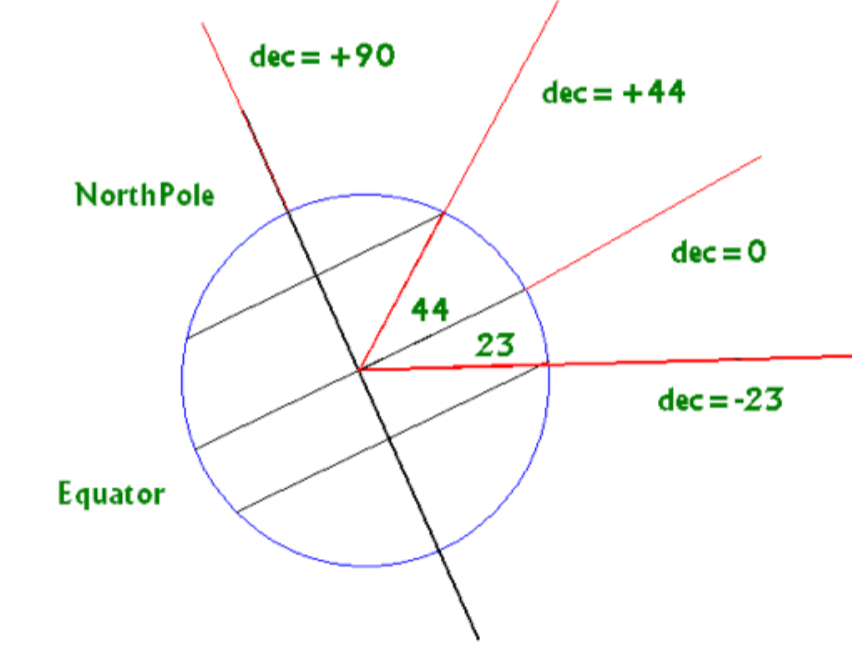 dec = +90
dec = +44
NorthPole
dec = 0
44
23
dec = -23
Equator